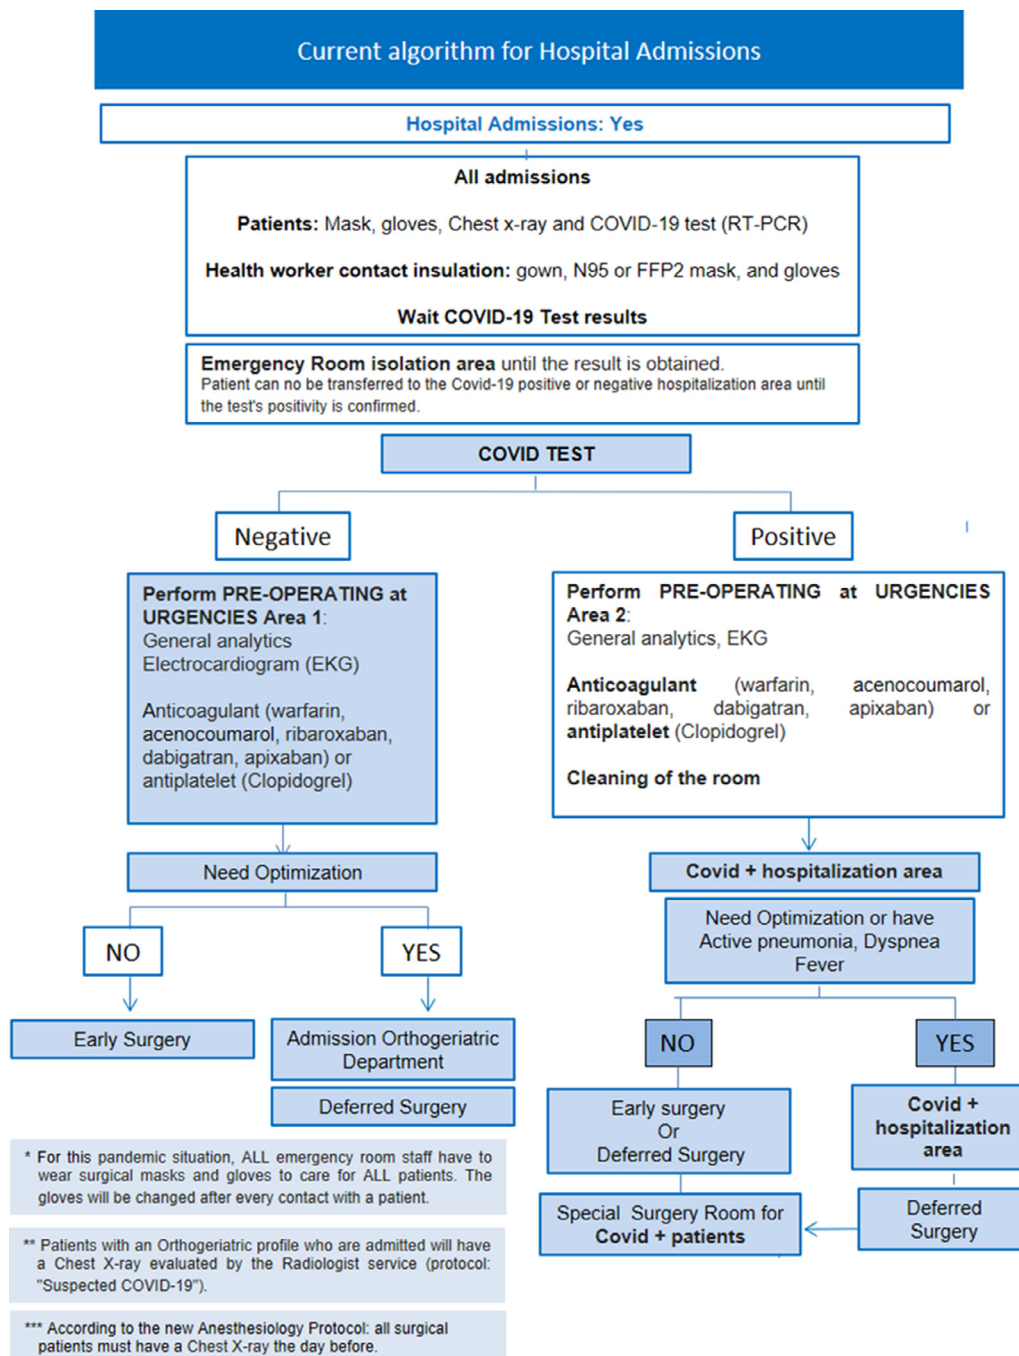 Current algorithm for Hospital Admissions
Hospital Admissions: Yes
All admissions
Patients: Mask, gloves, Chest x-ray and COVID-19 test (RT-PCR)
Health worker contact insulation: gown, N95 or FFP2 mask, and gloves
Wait COVID-19 Test results
Emergency Room isolation area until the result is obtained.
Patient can no be transferred to the Covid-19 positive or negative hospitalization area until
the test's positivity is confirmed.
COVID TEST
Negative
Perform PRE-OPERATING at
URGENCIES Area 1:
General analytics
Electrocardiogram (EKG)
Anticoagulant (warfarin,
acenocoumarol, ribaroxaban,
dabigatran, apixaban) or
antiplatelet (Clopidogrel)
Need Optimization
NO
Early Surgery
YES
Admission Orthogeriatric
Department
Deferred Surgery
Positive
Perform PRE-OPERATING at URGENCIES
Area 2:
General analytics, EKG
Anticoagulant (warfarin, acenocoumarol,
ribaroxaban, dabigatran, apixaban) or
antiplatelet (Clopidogrel)
Cleaning of the room
Covid + hospitalization area
Need Optimization or have
Active pneumonia, Dyspnea
Fever
NO
Early surgery
Or
Deferred Surgery
Special Surgery Room for
Covid + patients
YES
Covid +
hospitalization
area
Deferred
Surgery
* For this pandemic situation, ALL emergency room staff have to
wear surgical masks and gloves to care for ALL patients. The
gloves will be changed after every contact with a patient.
** Patients with an Orthogeriatric profile who are admitted will have
a Chest X-ray evaluated by the Radiologist service (protocol:
"Suspected COVID-19").
*** According to the new Anesthesiology Protocol: all surgical
patients must have a Chest X-ray the day before.